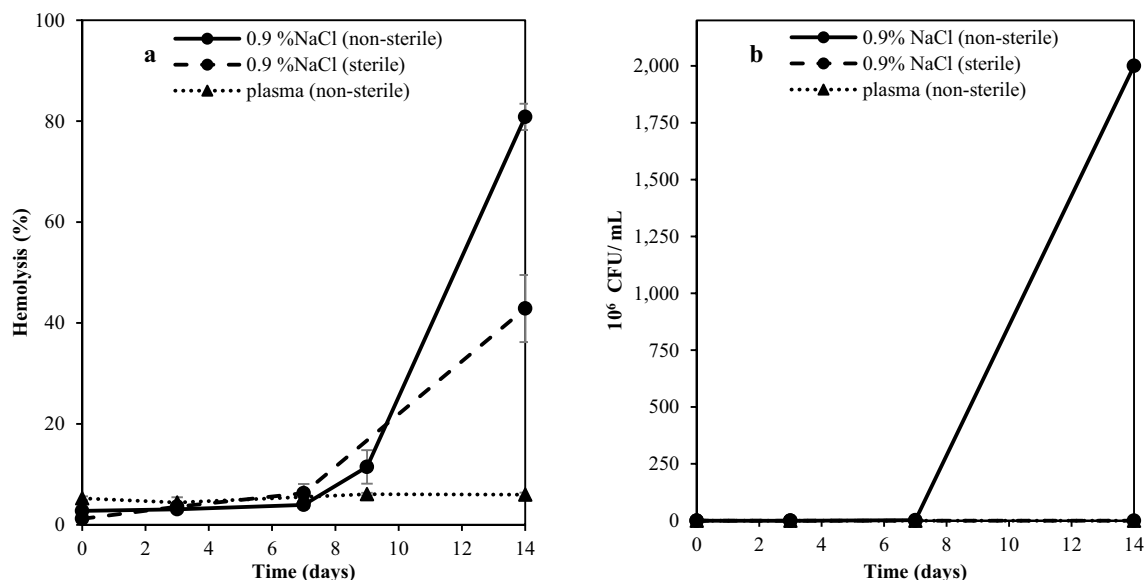 a
0.9 %NaCl (non-sterile)
0.9 %NaCl (sterile)
plasma (non-sterile)
100
80
60
40
20
0
Hemolysis (%)
0 2 4 6 8 10 12 14
Time (days)
b
0.9% NaCl (non-sterile)
0.9% NaCl (sterile)
plasma (non-sterile)
2,000
1,750
1,500
1,250
1,000
750
500
250
0
10⁶ CFU/ mL
0 2 4 6 8 10 12 14
Time (days)